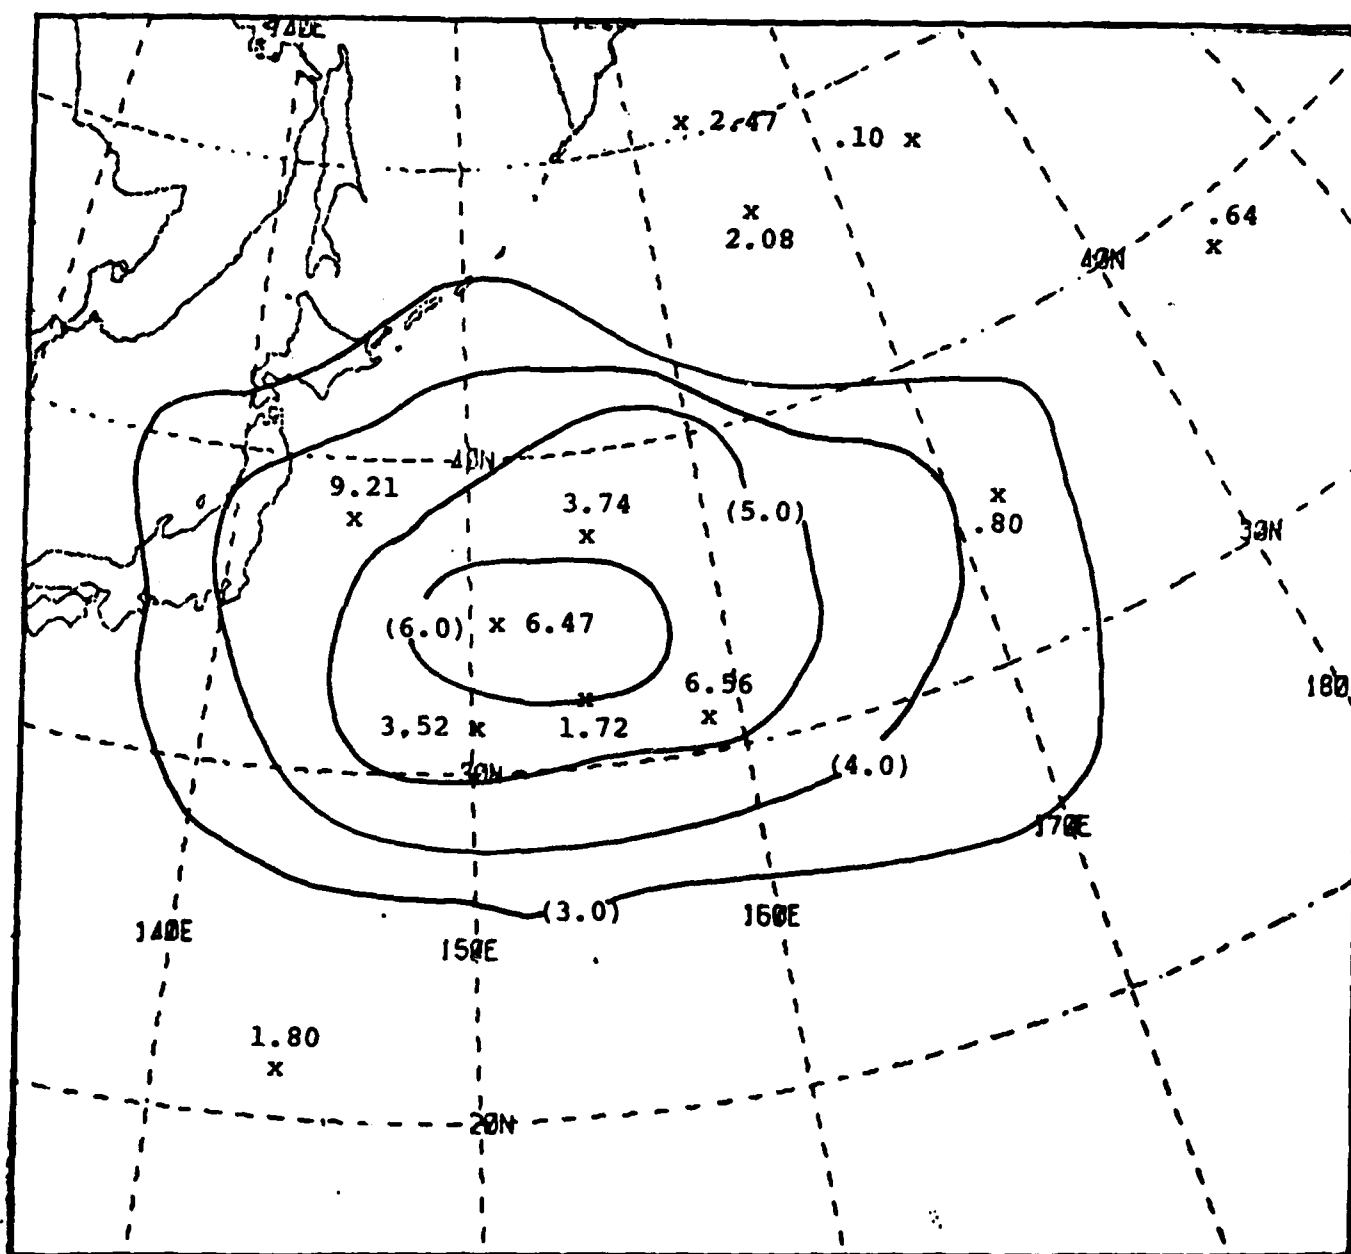 140E
x 2.47
.10 x
x
2.08
.64
x
40N
40N
9.21
x
3.74
x
(5.0)
x
.80
30N
(6.0) x 6.47
6.56
x
180
3.52 x
x
1.72
30N
(4.0)
170E
(3.0)
160E
140E
150E
1.80
x
20N